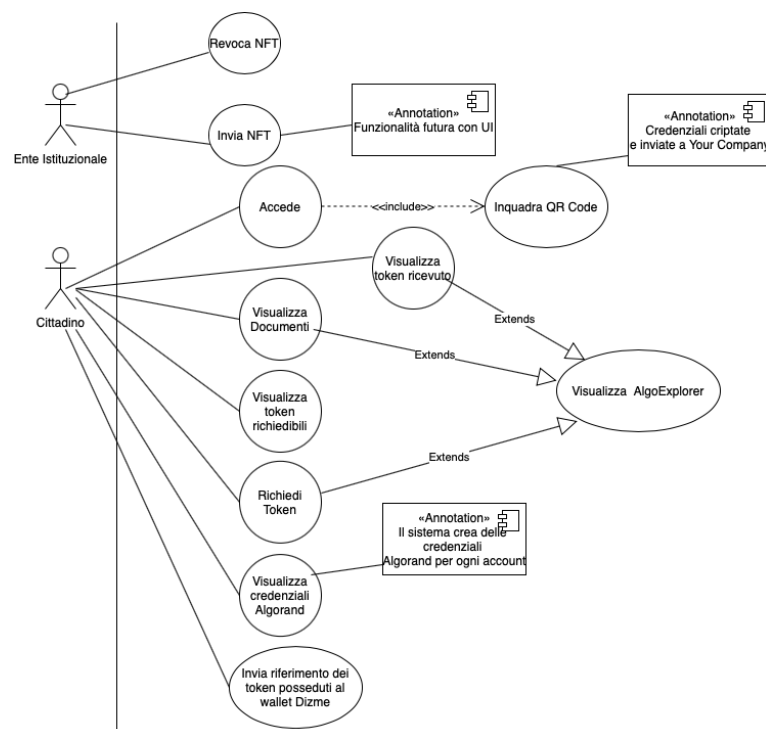 Revoca NFT
«Annotation»
Funzionalità futura con UI
«Annotation»
Credenziali criptate
e inviate a Your Company
Invia NFT
Ente Istituzionale
Accede
<<include>>
Inquadra QR Code
Visualizza
token ricevuto
Cittadino
Visualizza
Documenti
Extends
Extends
Visualizza AlgoExplorer
Visualizza
token
richiedibili
Extends
Richiedi
Token
«Annotation»
Il sistema crea delle
credenziali
Algorand per ogni account
Visualizza
credenziali
Algorand
Invia riferimento dei
token posseduti al
wallet Dizme